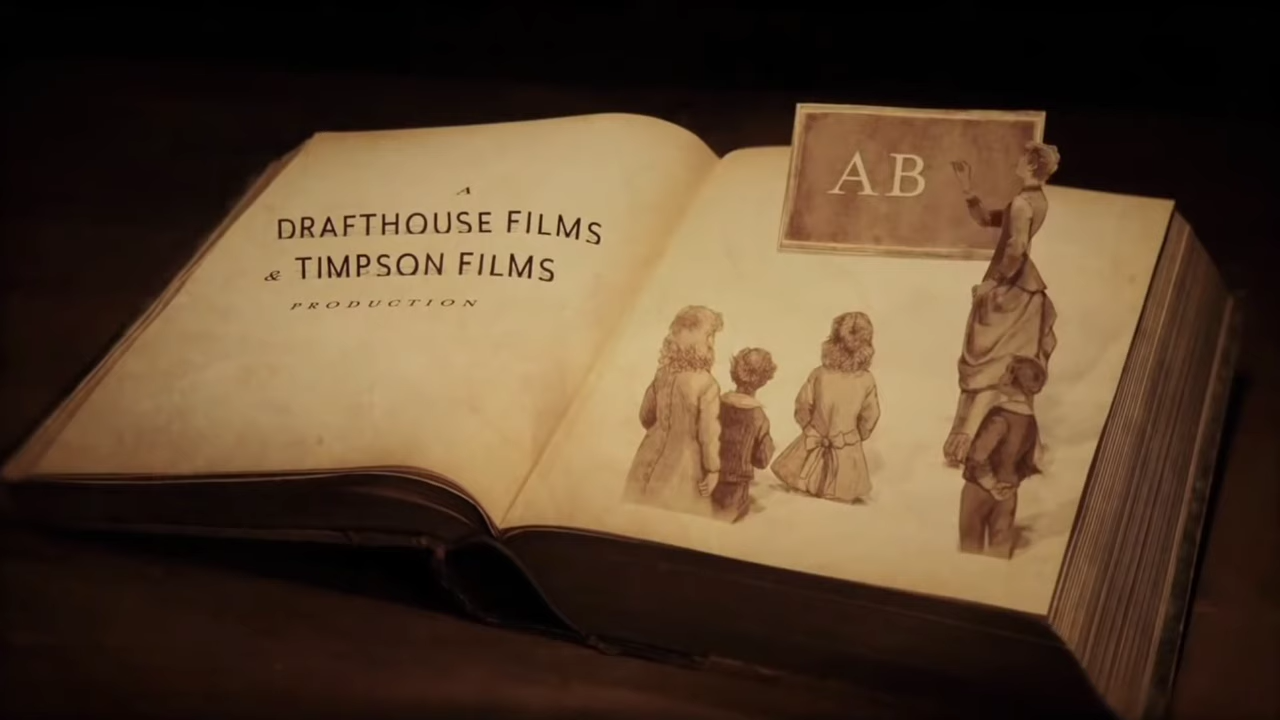 A
DRAFTHOUSE FILMS
& TIMPSON FILMS
PRODUCTION
AB